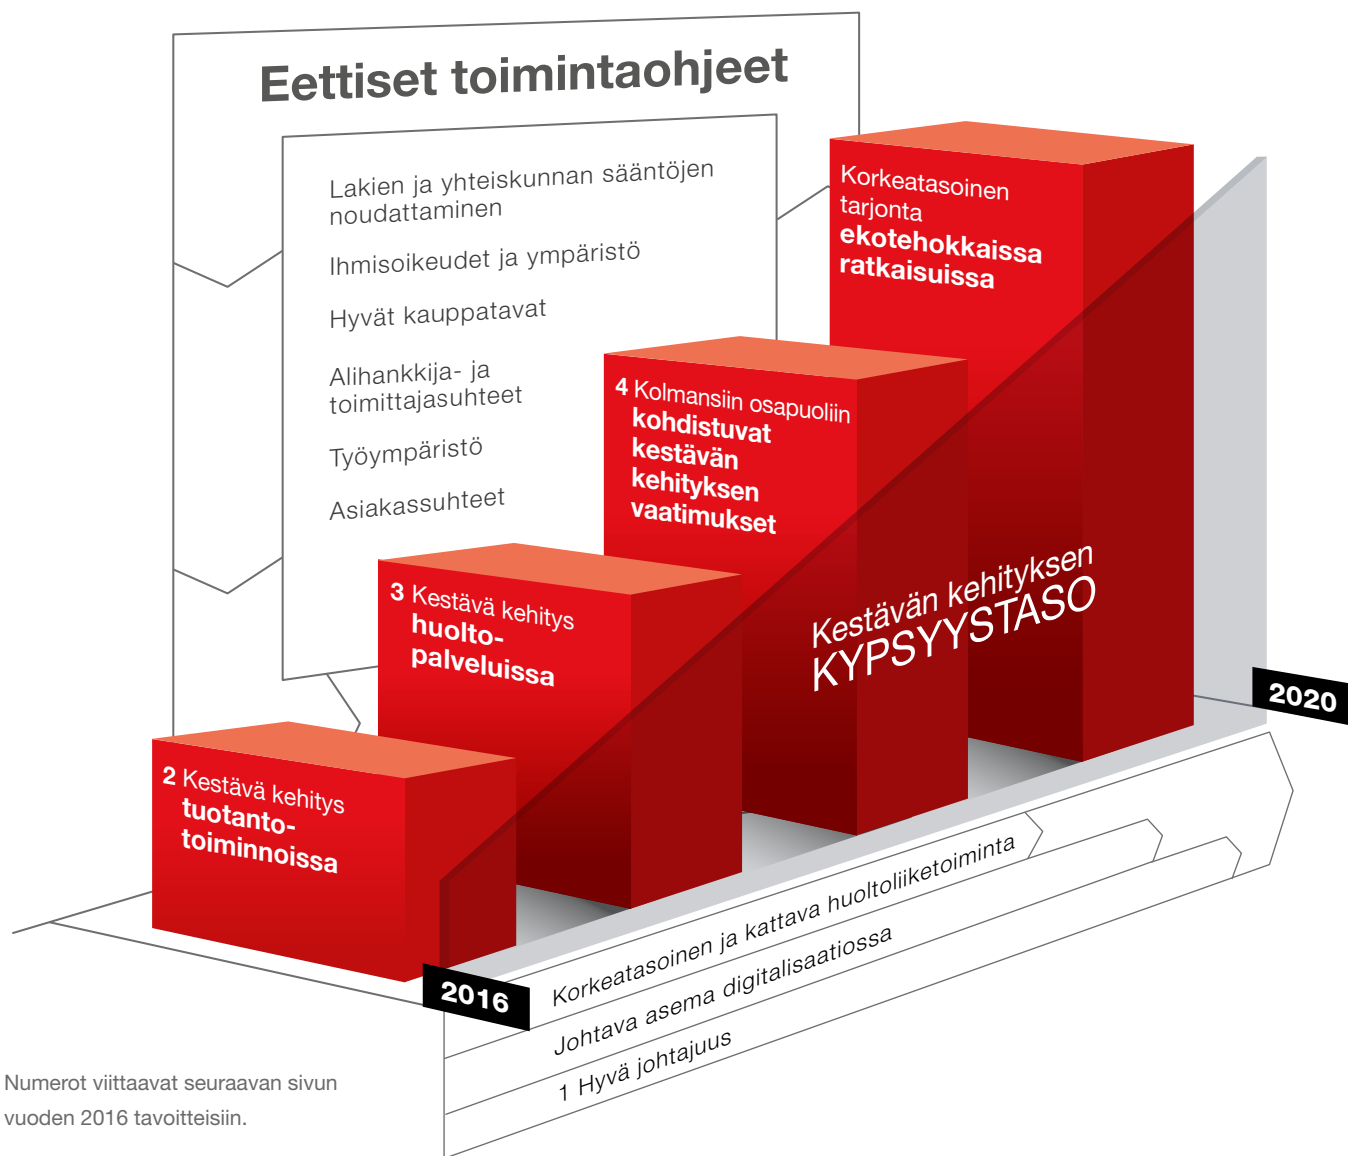 Eettiset toimintaohjeet
Lakien ja yhteiskunnan sääntöjen
noudattaminen
Ihmisoikeudet ja ympäristö
Hyvät kauppatavat
Alihankkija- ja
toimittajasuhteet
Työympäristö
Asiakassuhteet
Korkeatasoinen
tarjonta
ekotehokkaissa
ratkaisuissa
4 Kolmansiin osapuoliin
kohdistuvat
kestävän
kehityksen
vaatimukset
3 Kestävä kehitys
huolto-
palveluissa
2 Kestävä kehitys
tuotanto-
toiminnoissa
Kestävän kehityksen
KYPSYYSTASO
2020
2016
Korkeatasoinen ja kattava huoltoliiketoiminta
Johtava asema digitalisaatiossa
1 Hyvä johtajuus
Numerot viittaavat seuraavan sivun
vuoden 2016 tavoitteisiin.